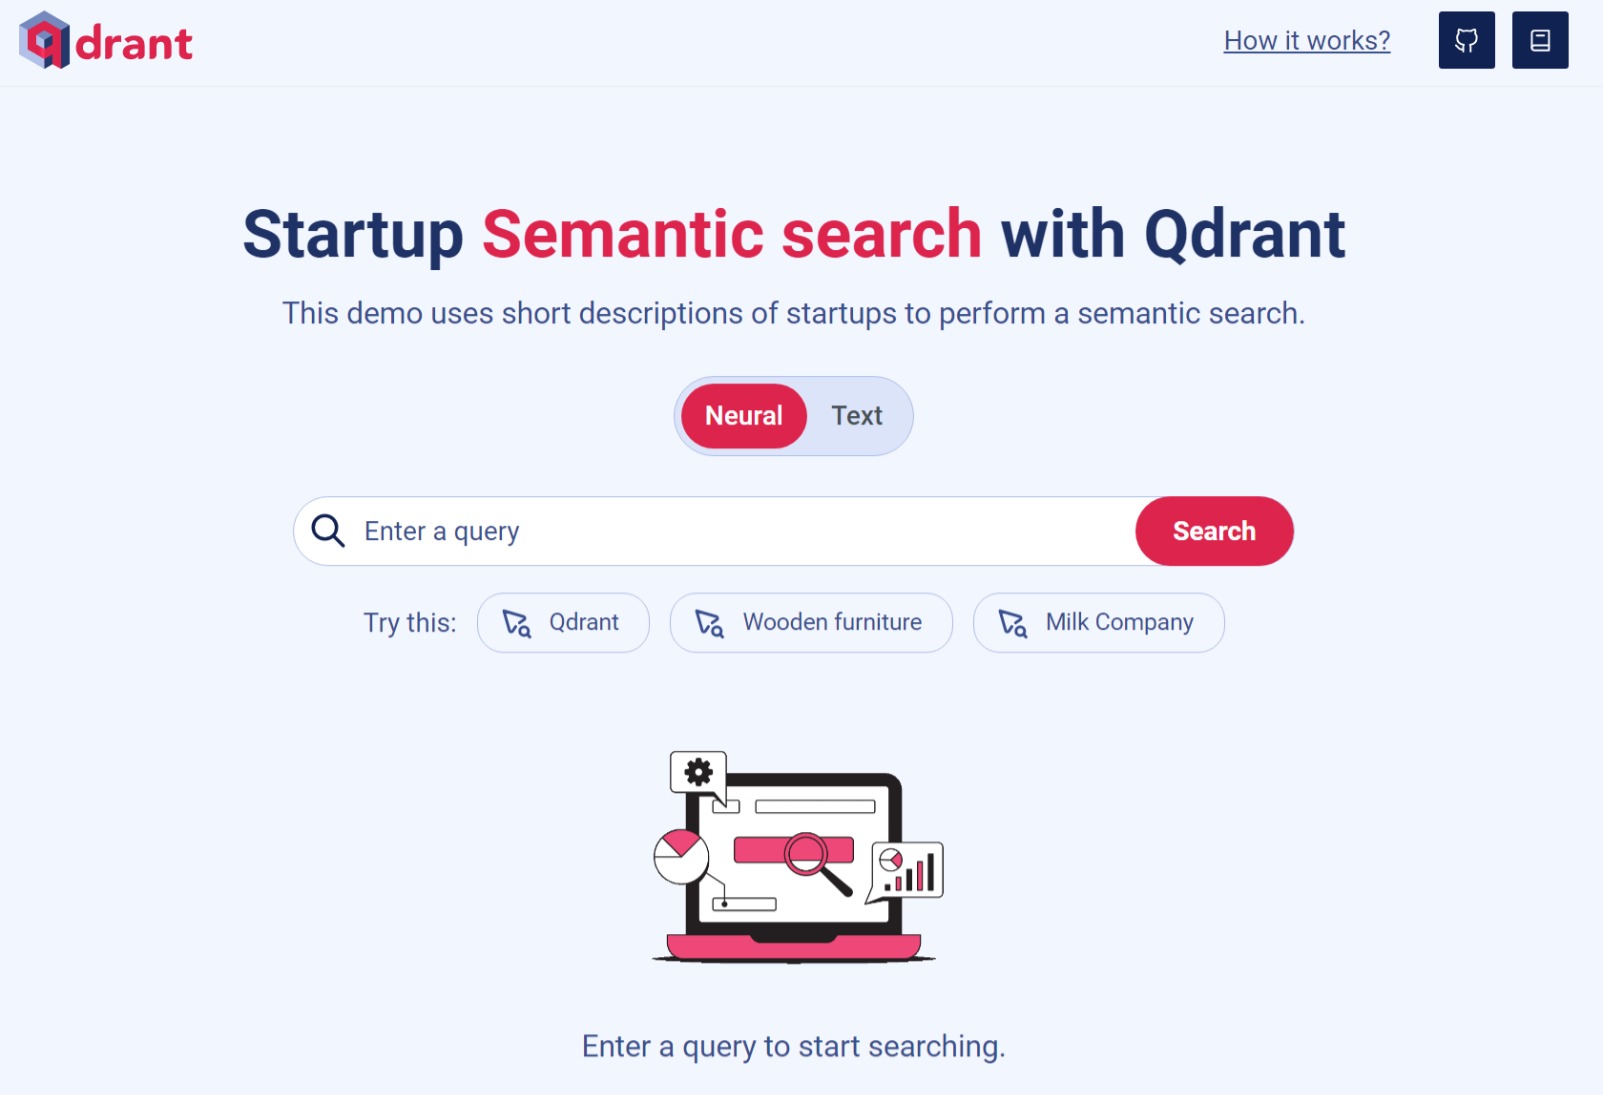 qdrant
How it works?
Startup Semantic search with Qdrant
This demo uses short descriptions of startups to perform a semantic search.
Neural Text
Enter a query Search
Try this: Qdrant Wooden furniture Milk Company
Enter a query to start searching.